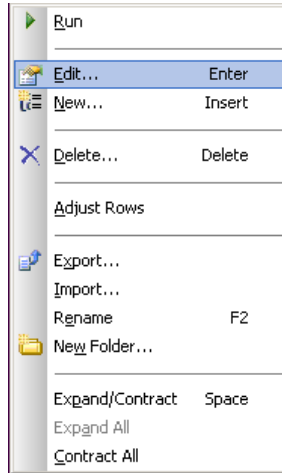 Run
Edit... Enter
New... Insert
Delete... Delete
Adjust Rows
Export...
Import...
Rename F2
New Folder...
Expand/Contract Space
Expand All
Contract All